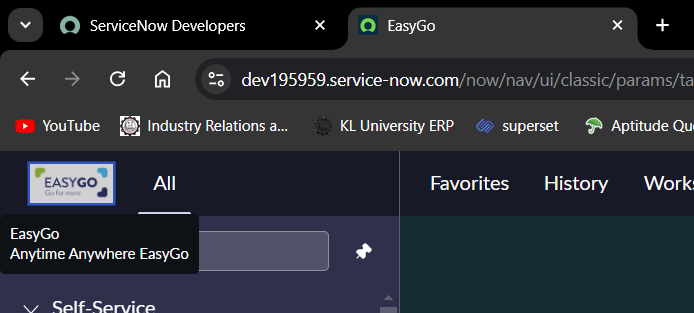 ServiceNow Developers
EasyGo
dev195959.service-now.com/now/nav/ui/classic/params/ta
YouTube
Industry Relations a...
KL University ERP
superset
Aptitude Que
EASYGO
Go for more
All
Favorites
History
Works
EasyGo
Anytime Anywhere EasyGo
Self-Service